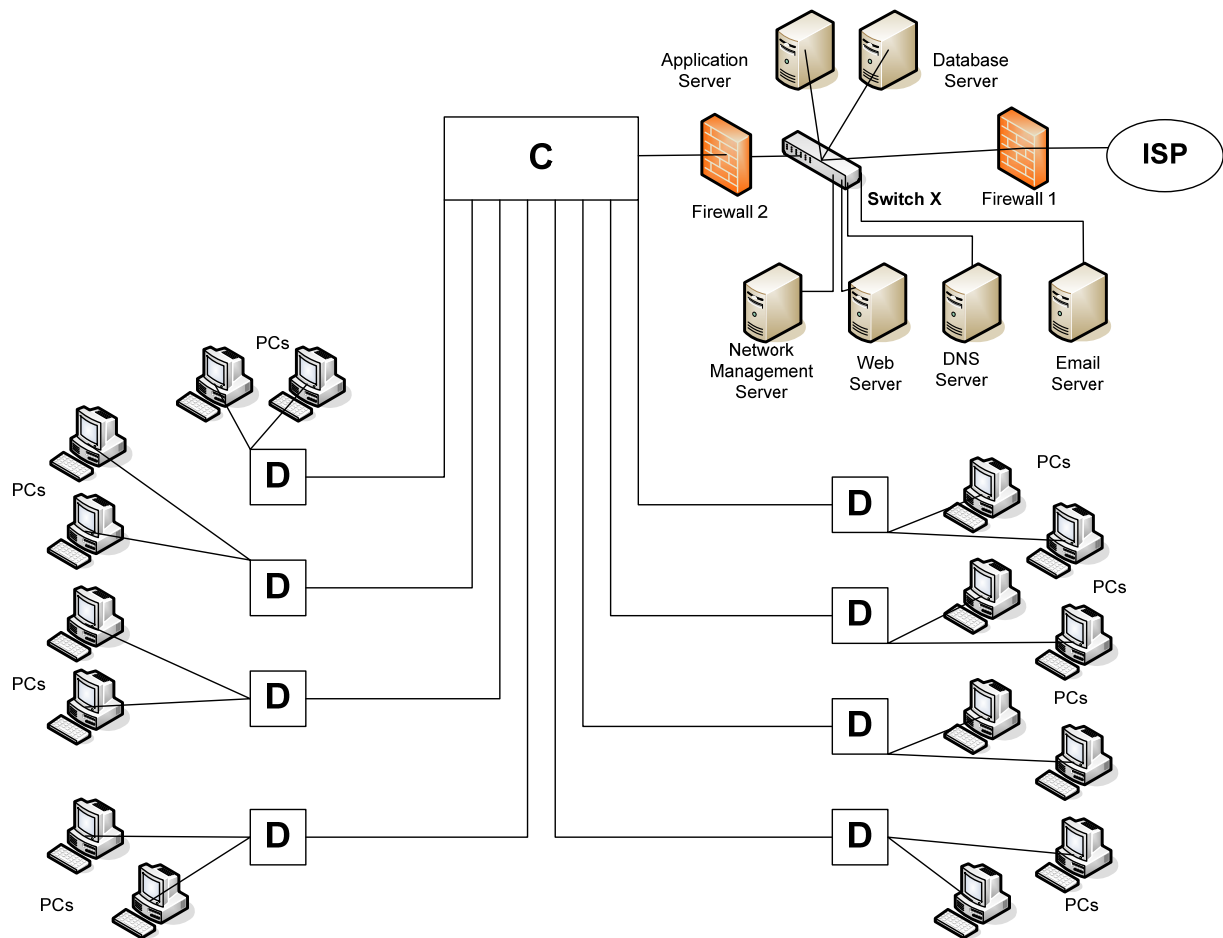 Application
Server
Database
Server
C
ISP
Firewall 2
Switch X
Firewall 1
Network
Management
Server
Web
Server
DNS
Server
Email
Server
PCs
D
PCs
D
PCs
D
D
PCs
PCs
D
PCs
D
PCs
D
D
PCs